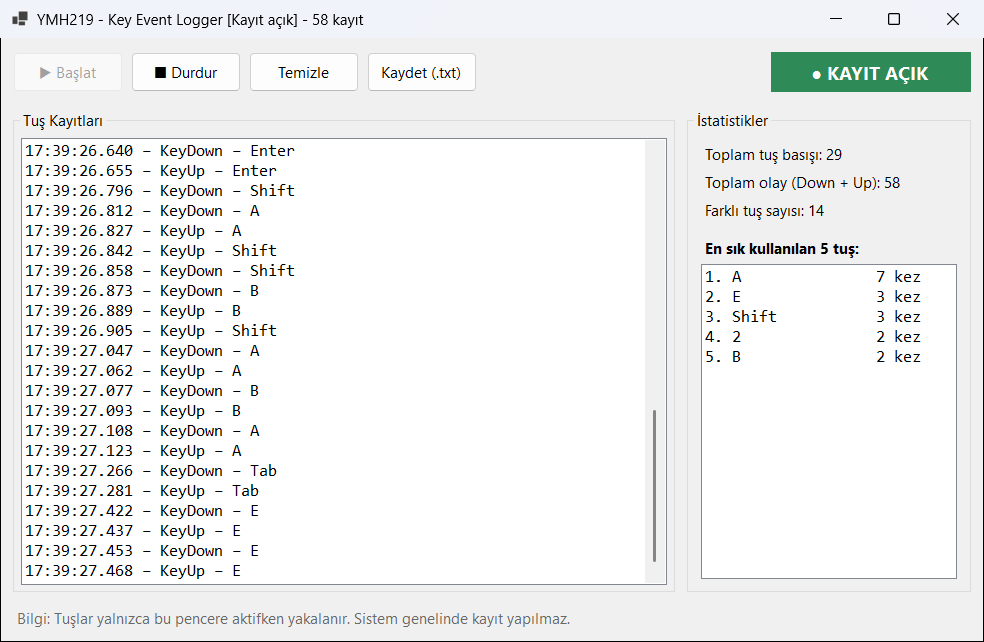 YMH219 - Key Event Logger [Kayıt açık] - 58 kayıt
▶ Başlat
■ Durdur
Temizle
Kaydet (.txt)
● KAYIT AÇIK
Tuş Kayıtları
17:39:26.640 – KeyDown – Enter
17:39:26.655 – KeyUp – Enter
17:39:26.796 – KeyDown – Shift
17:39:26.812 – KeyDown – A
17:39:26.827 – KeyUp – A
17:39:26.842 – KeyUp – Shift
17:39:26.858 – KeyDown – Shift
17:39:26.873 – KeyDown – B
17:39:26.889 – KeyUp – B
17:39:26.905 – KeyUp – Shift
17:39:27.047 – KeyDown – A
17:39:27.062 – KeyUp – A
17:39:27.077 – KeyDown – B
17:39:27.093 – KeyUp – B
17:39:27.108 – KeyDown – A
17:39:27.123 – KeyUp – A
17:39:27.266 – KeyDown – Tab
17:39:27.281 – KeyUp – Tab
17:39:27.422 – KeyDown – E
17:39:27.437 – KeyUp – E
17:39:27.453 – KeyDown – E
17:39:27.468 – KeyUp – E
İstatistikler
Toplam tuş basışı: 29
Toplam olay (Down + Up): 58
Farklı tuş sayısı: 14
En sık kullanılan 5 tuş:
1. A 7 kez
2. E 3 kez
3. Shift 3 kez
4. 2 2 kez
5. B 2 kez
Bilgi: Tuşlar yalnızca bu pencere aktifken yakalanır. Sistem genelinde kayıt yapılmaz.